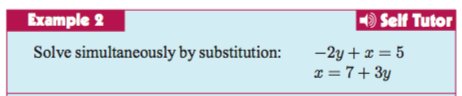 Example 2 Self Tutor
Solve simultaneously by substitution: −2y + x = 5
x = 7 + 3y